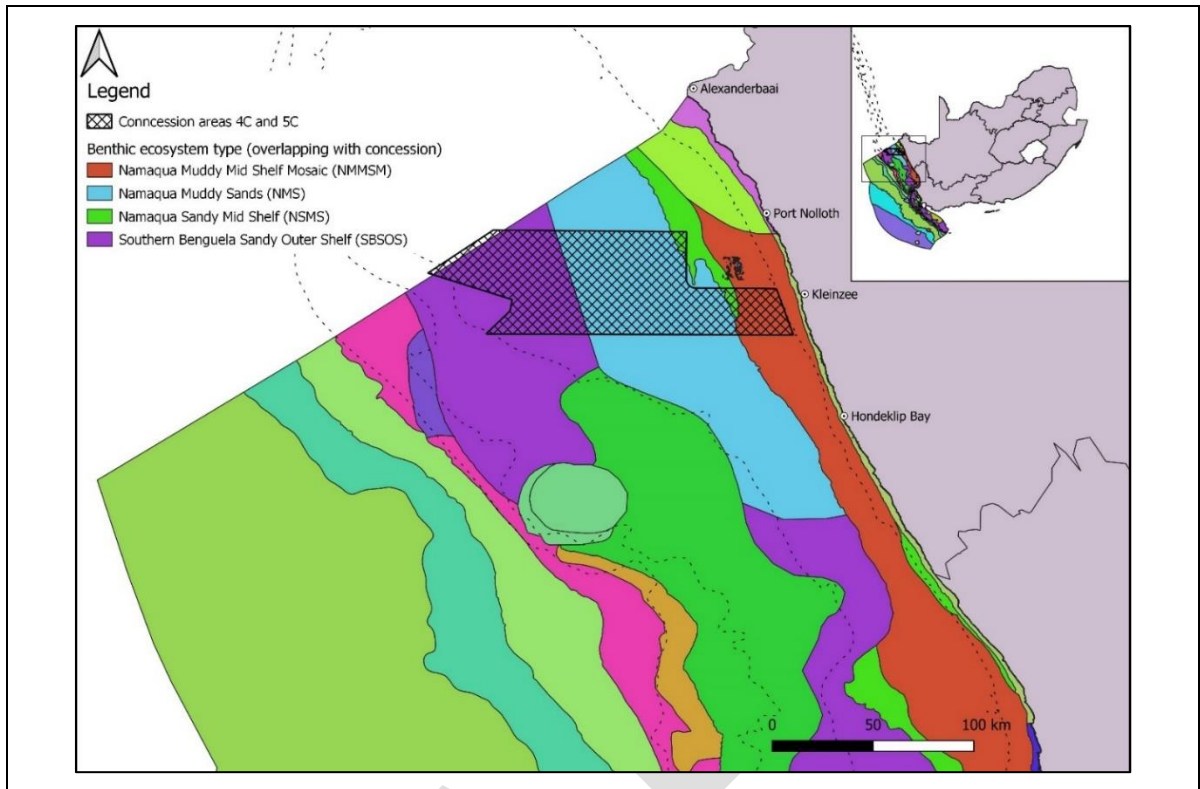 Legend
Conncession areas 4C and 5C
Benthic ecosystem type (overlapping with concession)
Namaqua Muddy Mid Shelf Mosaic (NMMSM)
Namaqua Muddy Sands (NMS)
Namaqua Sandy Mid Shelf (NSMS)
Southern Benguela Sandy Outer Shelf (SBSOS)
Alexanderbaai
Port Nolloth
Kleinzee
Hondeklip Bay
0 50 100 km